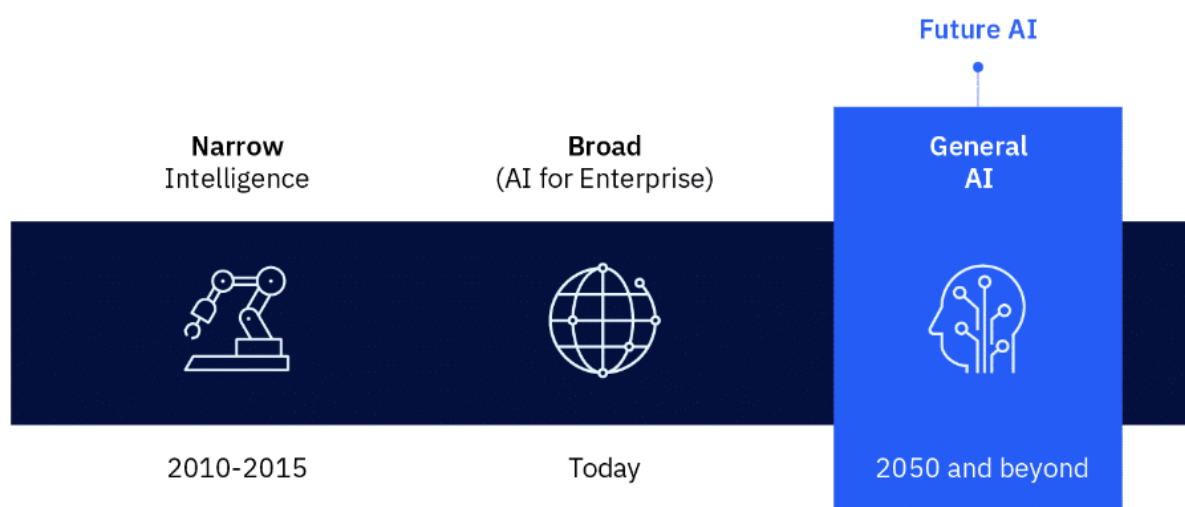 Future AI
Narrow
Intelligence
Broad
(AI for Enterprise)
General
AI
2010-2015
Today
2050 and beyond